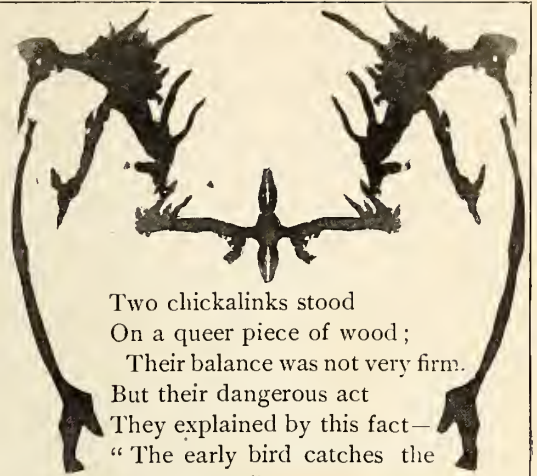 Two chickalinks stood
On a queer piece of wood;
Their balance was not very firm.
But their dangerous act
They explained by this fact—
“ The early bird catches the